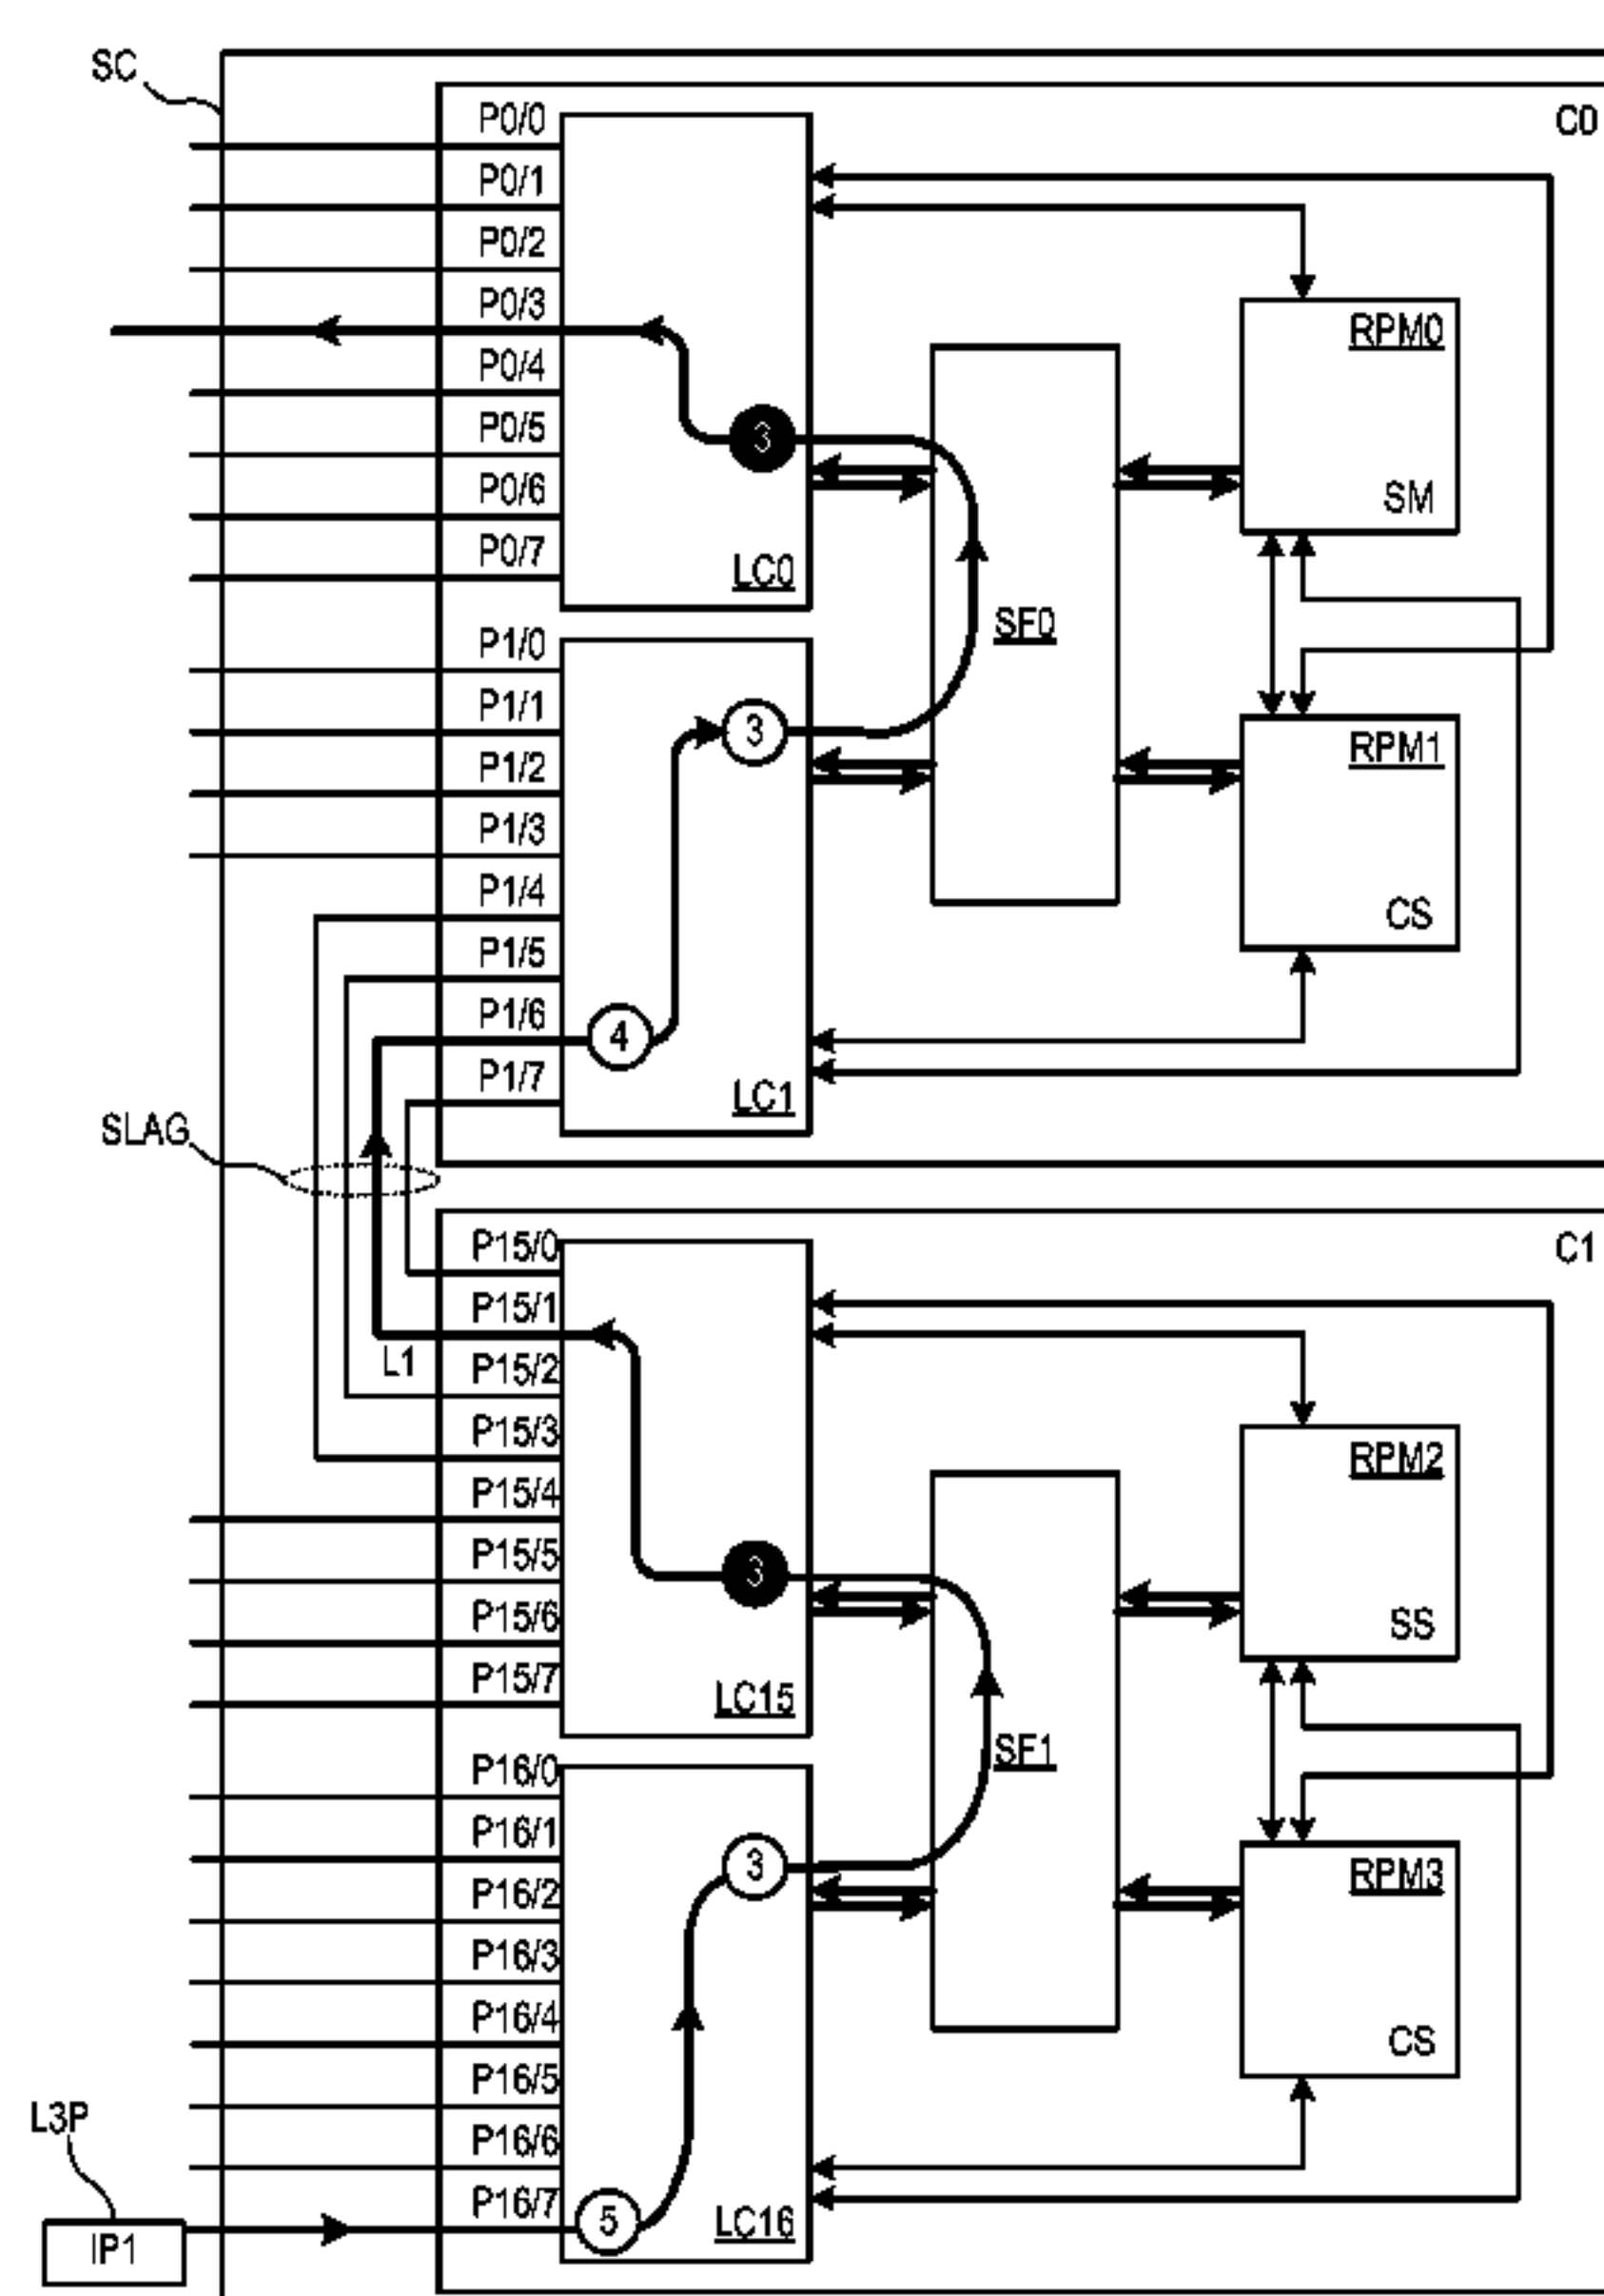 SC
C0
P0/0
P0/1
P0/2
P0/3
P0/4
P0/5
P0/6
P0/7
3
LC0
SF0
RPM0
SM
P1/0
P1/1
P1/2
P1/3
P1/4
P1/5
P1/6
P1/7
3
4
LC1
RPM1
CS
SLAG
L1
C1
P15/0
P15/1
P15/2
P15/3
P15/4
P15/5
P15/6
P15/7
3
LC15
SF1
RPM2
SS
P16/0
P16/1
P16/2
P16/3
P16/4
P16/5
P16/6
P16/7
3
5
LC16
RPM3
CS
L3P
IP1